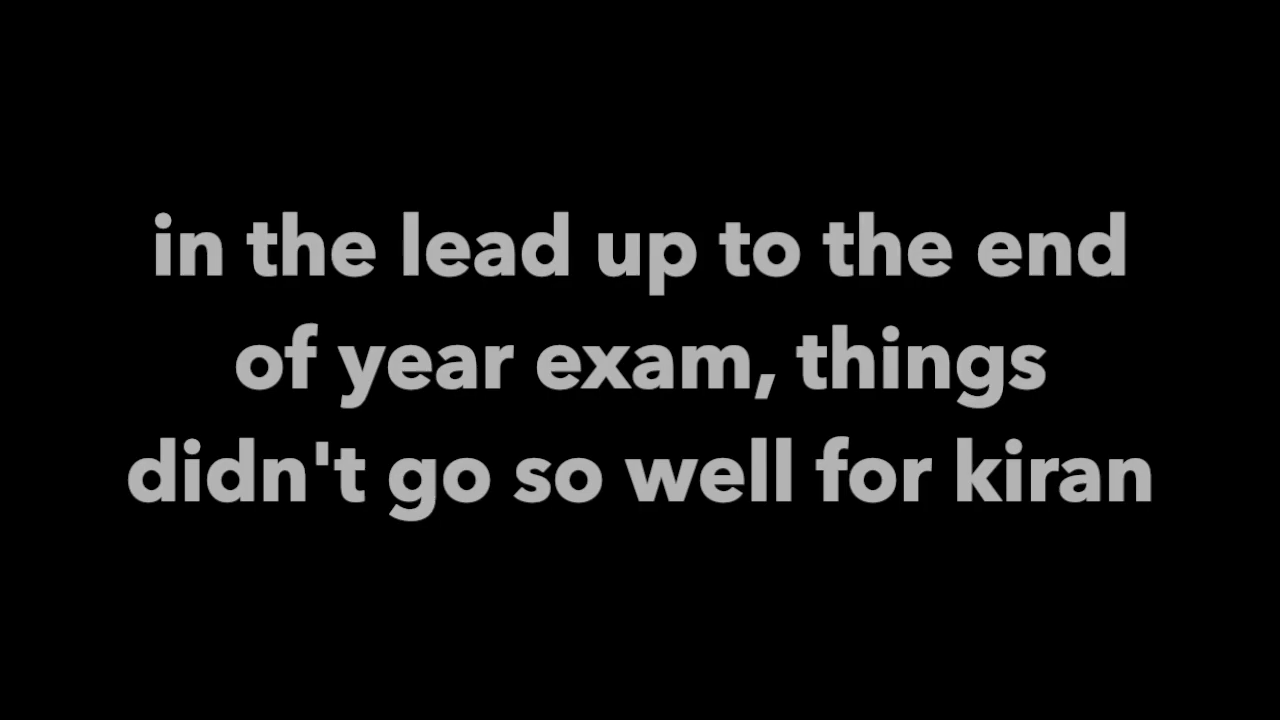 in the lead up to the end
of year exam, things
didn't go so well for kiran